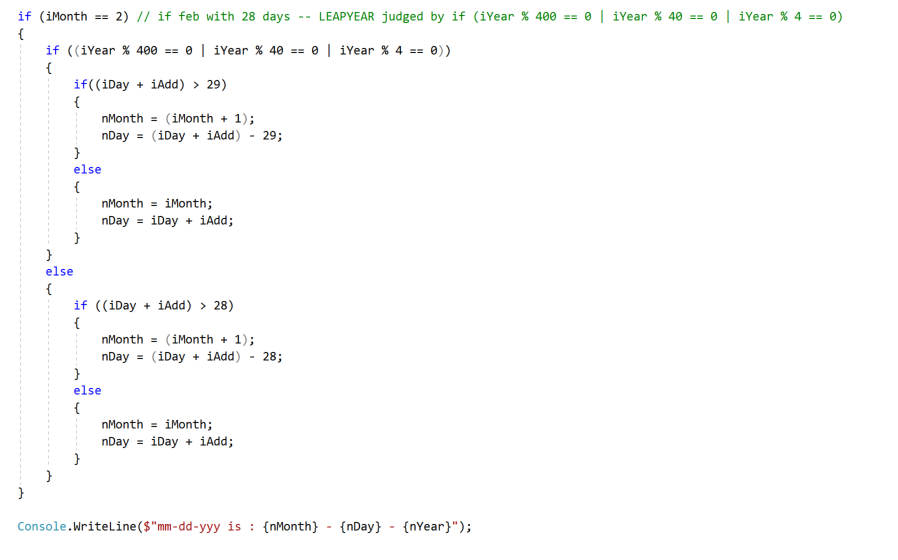 if (iMonth == 2) // if feb with 28 days -- LEAPYEAR judged by if (iYear % 400 == 0 | iYear % 40 == 0 | iYear % 4 == 0)
{
    if ((iYear % 400 == 0 | iYear % 40 == 0 | iYear % 4 == 0))
    {
        if((iDay + iAdd) > 29)
        {
            nMonth = (iMonth + 1);
            nDay = (iDay + iAdd) - 29;
        }
        else
        {
            nMonth = iMonth;
            nDay = iDay + iAdd;
        }
    }
    else
    {
        if ((iDay + iAdd) > 28)
        {
            nMonth = (iMonth + 1);
            nDay = (iDay + iAdd) - 28;
        }
        else
        {
            nMonth = iMonth;
            nDay = iDay + iAdd;
        }
    }
}
Console.WriteLine($"mm-dd-yyy is : {nMonth} - {nDay} - {nYear}");